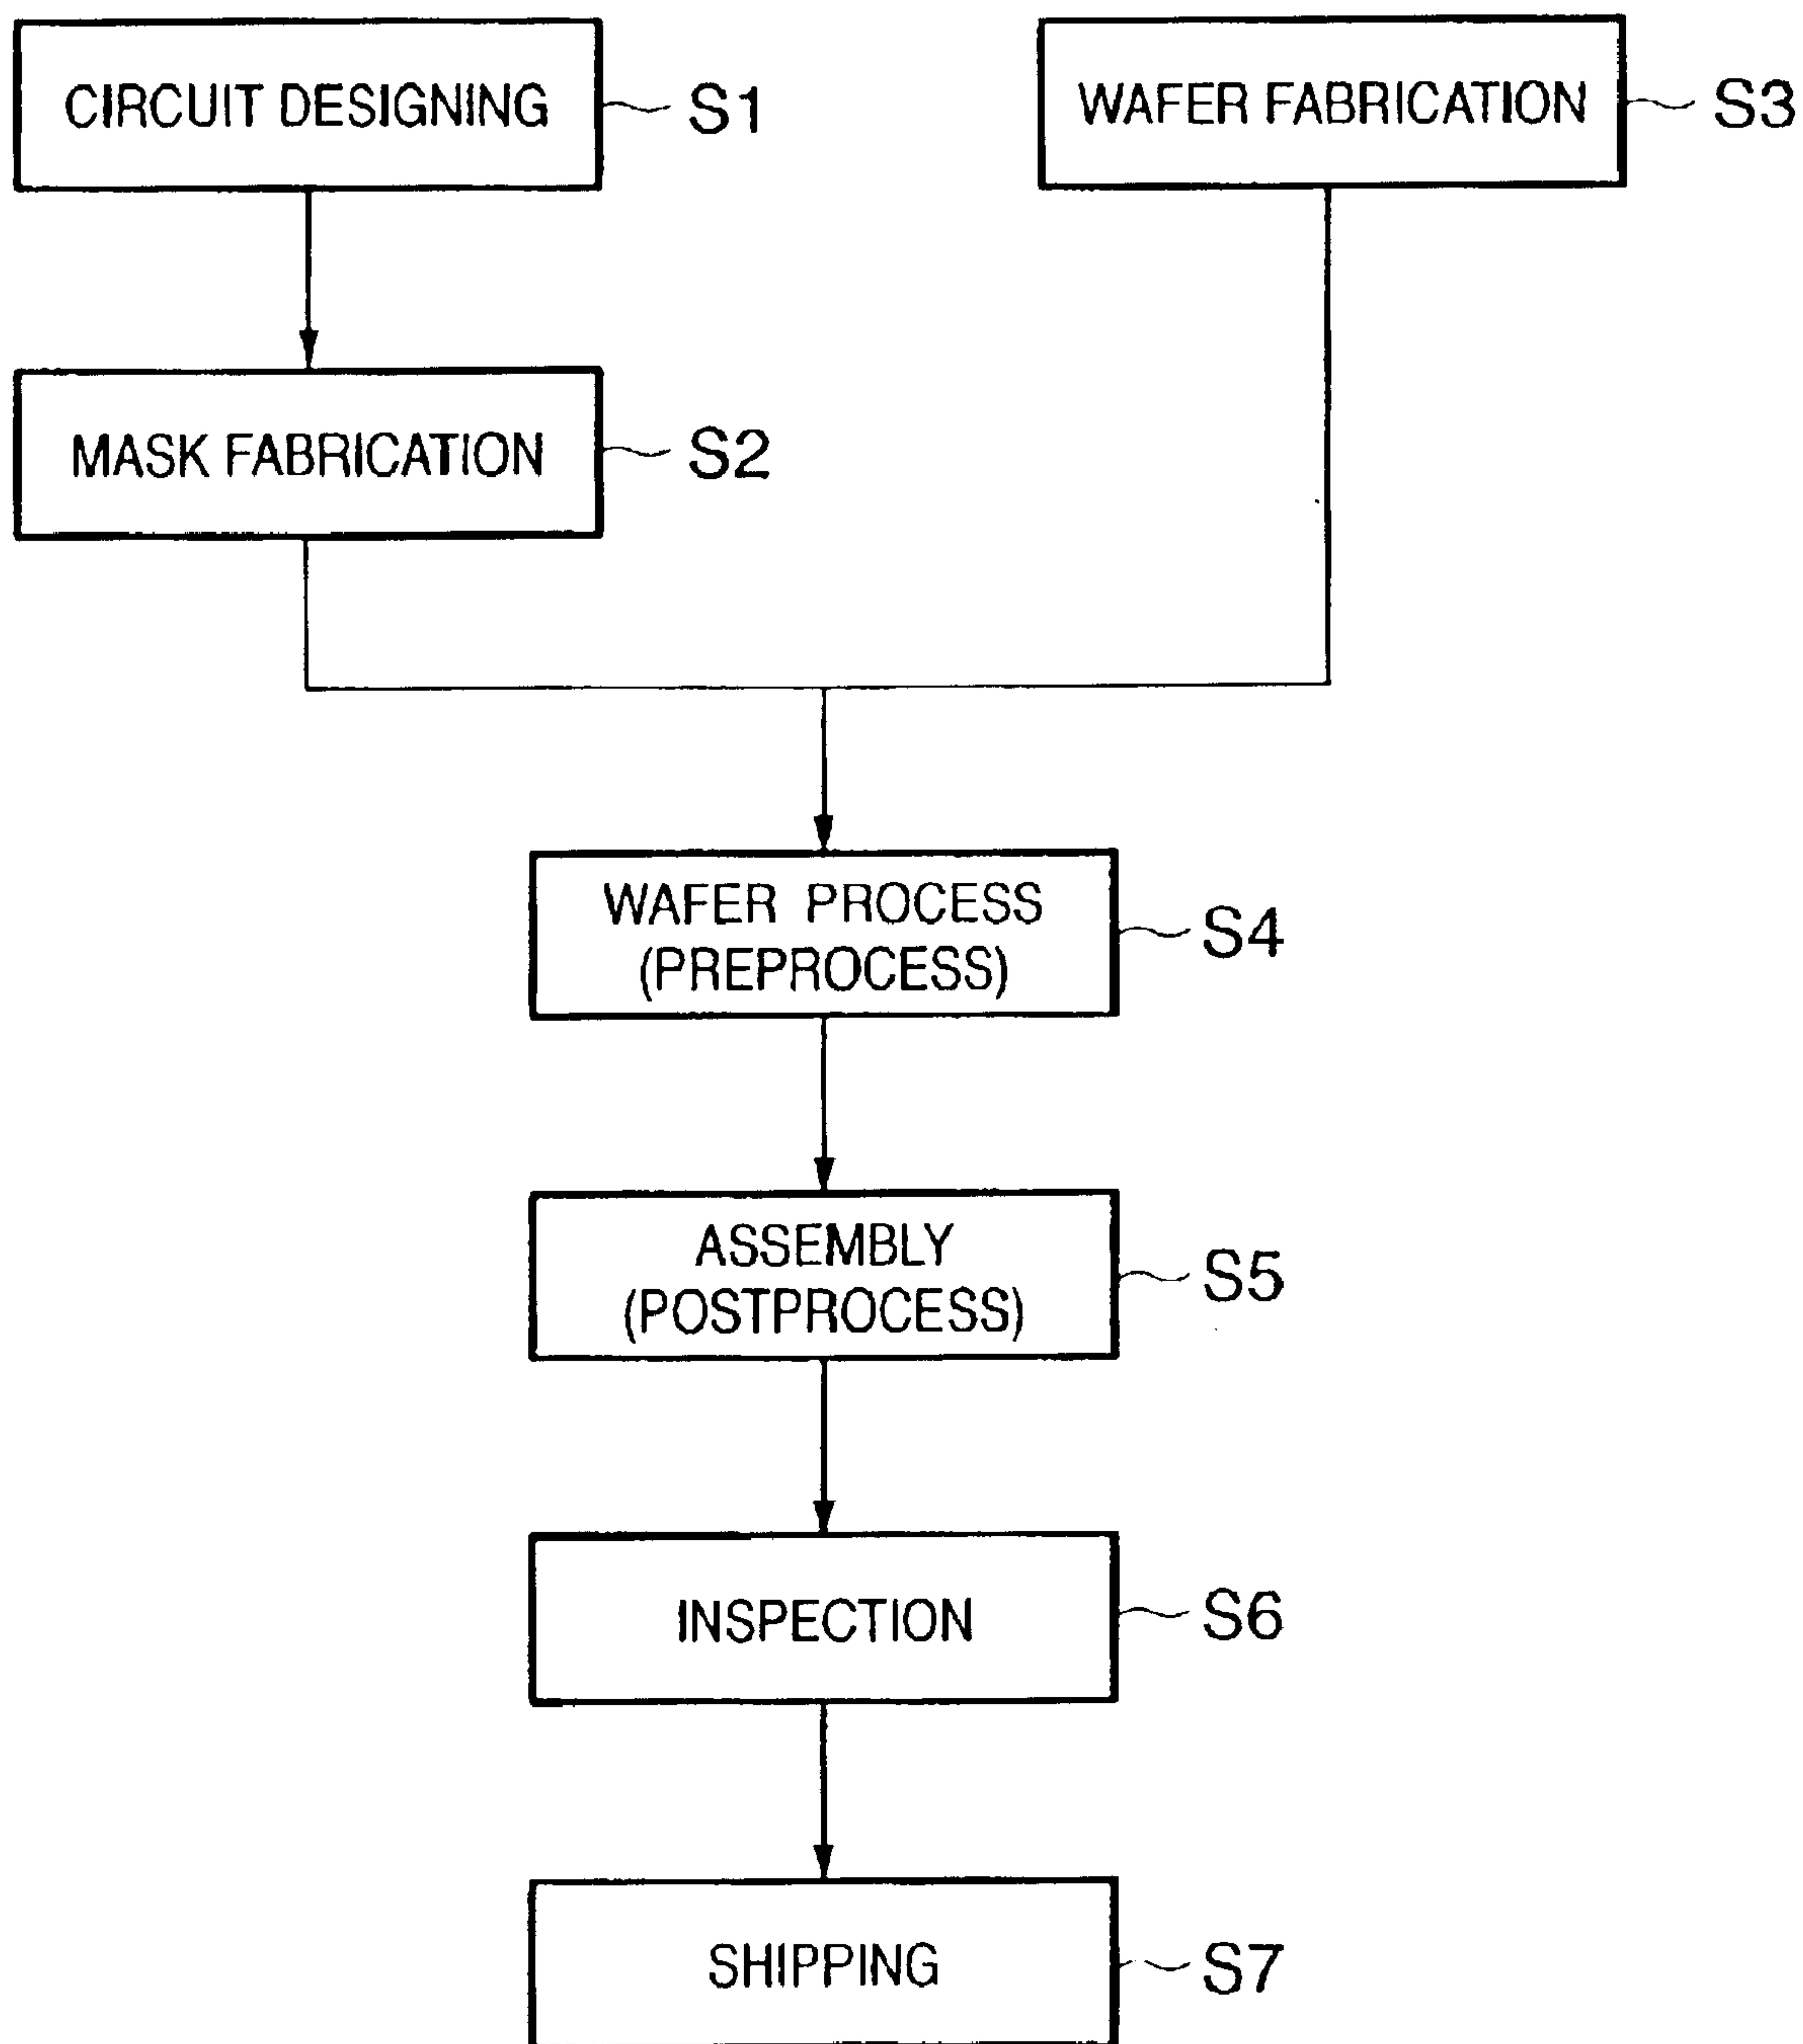 CIRCUIT DESIGNING
S1
WAFER FABRICATION
S3
MASK FABRICATION
S2
WAFER PROCESS
(PREPROCESS)
S4
ASSEMBLY
(POSTPROCESS)
S5
INSPECTION
S6
SHIPPING
S7